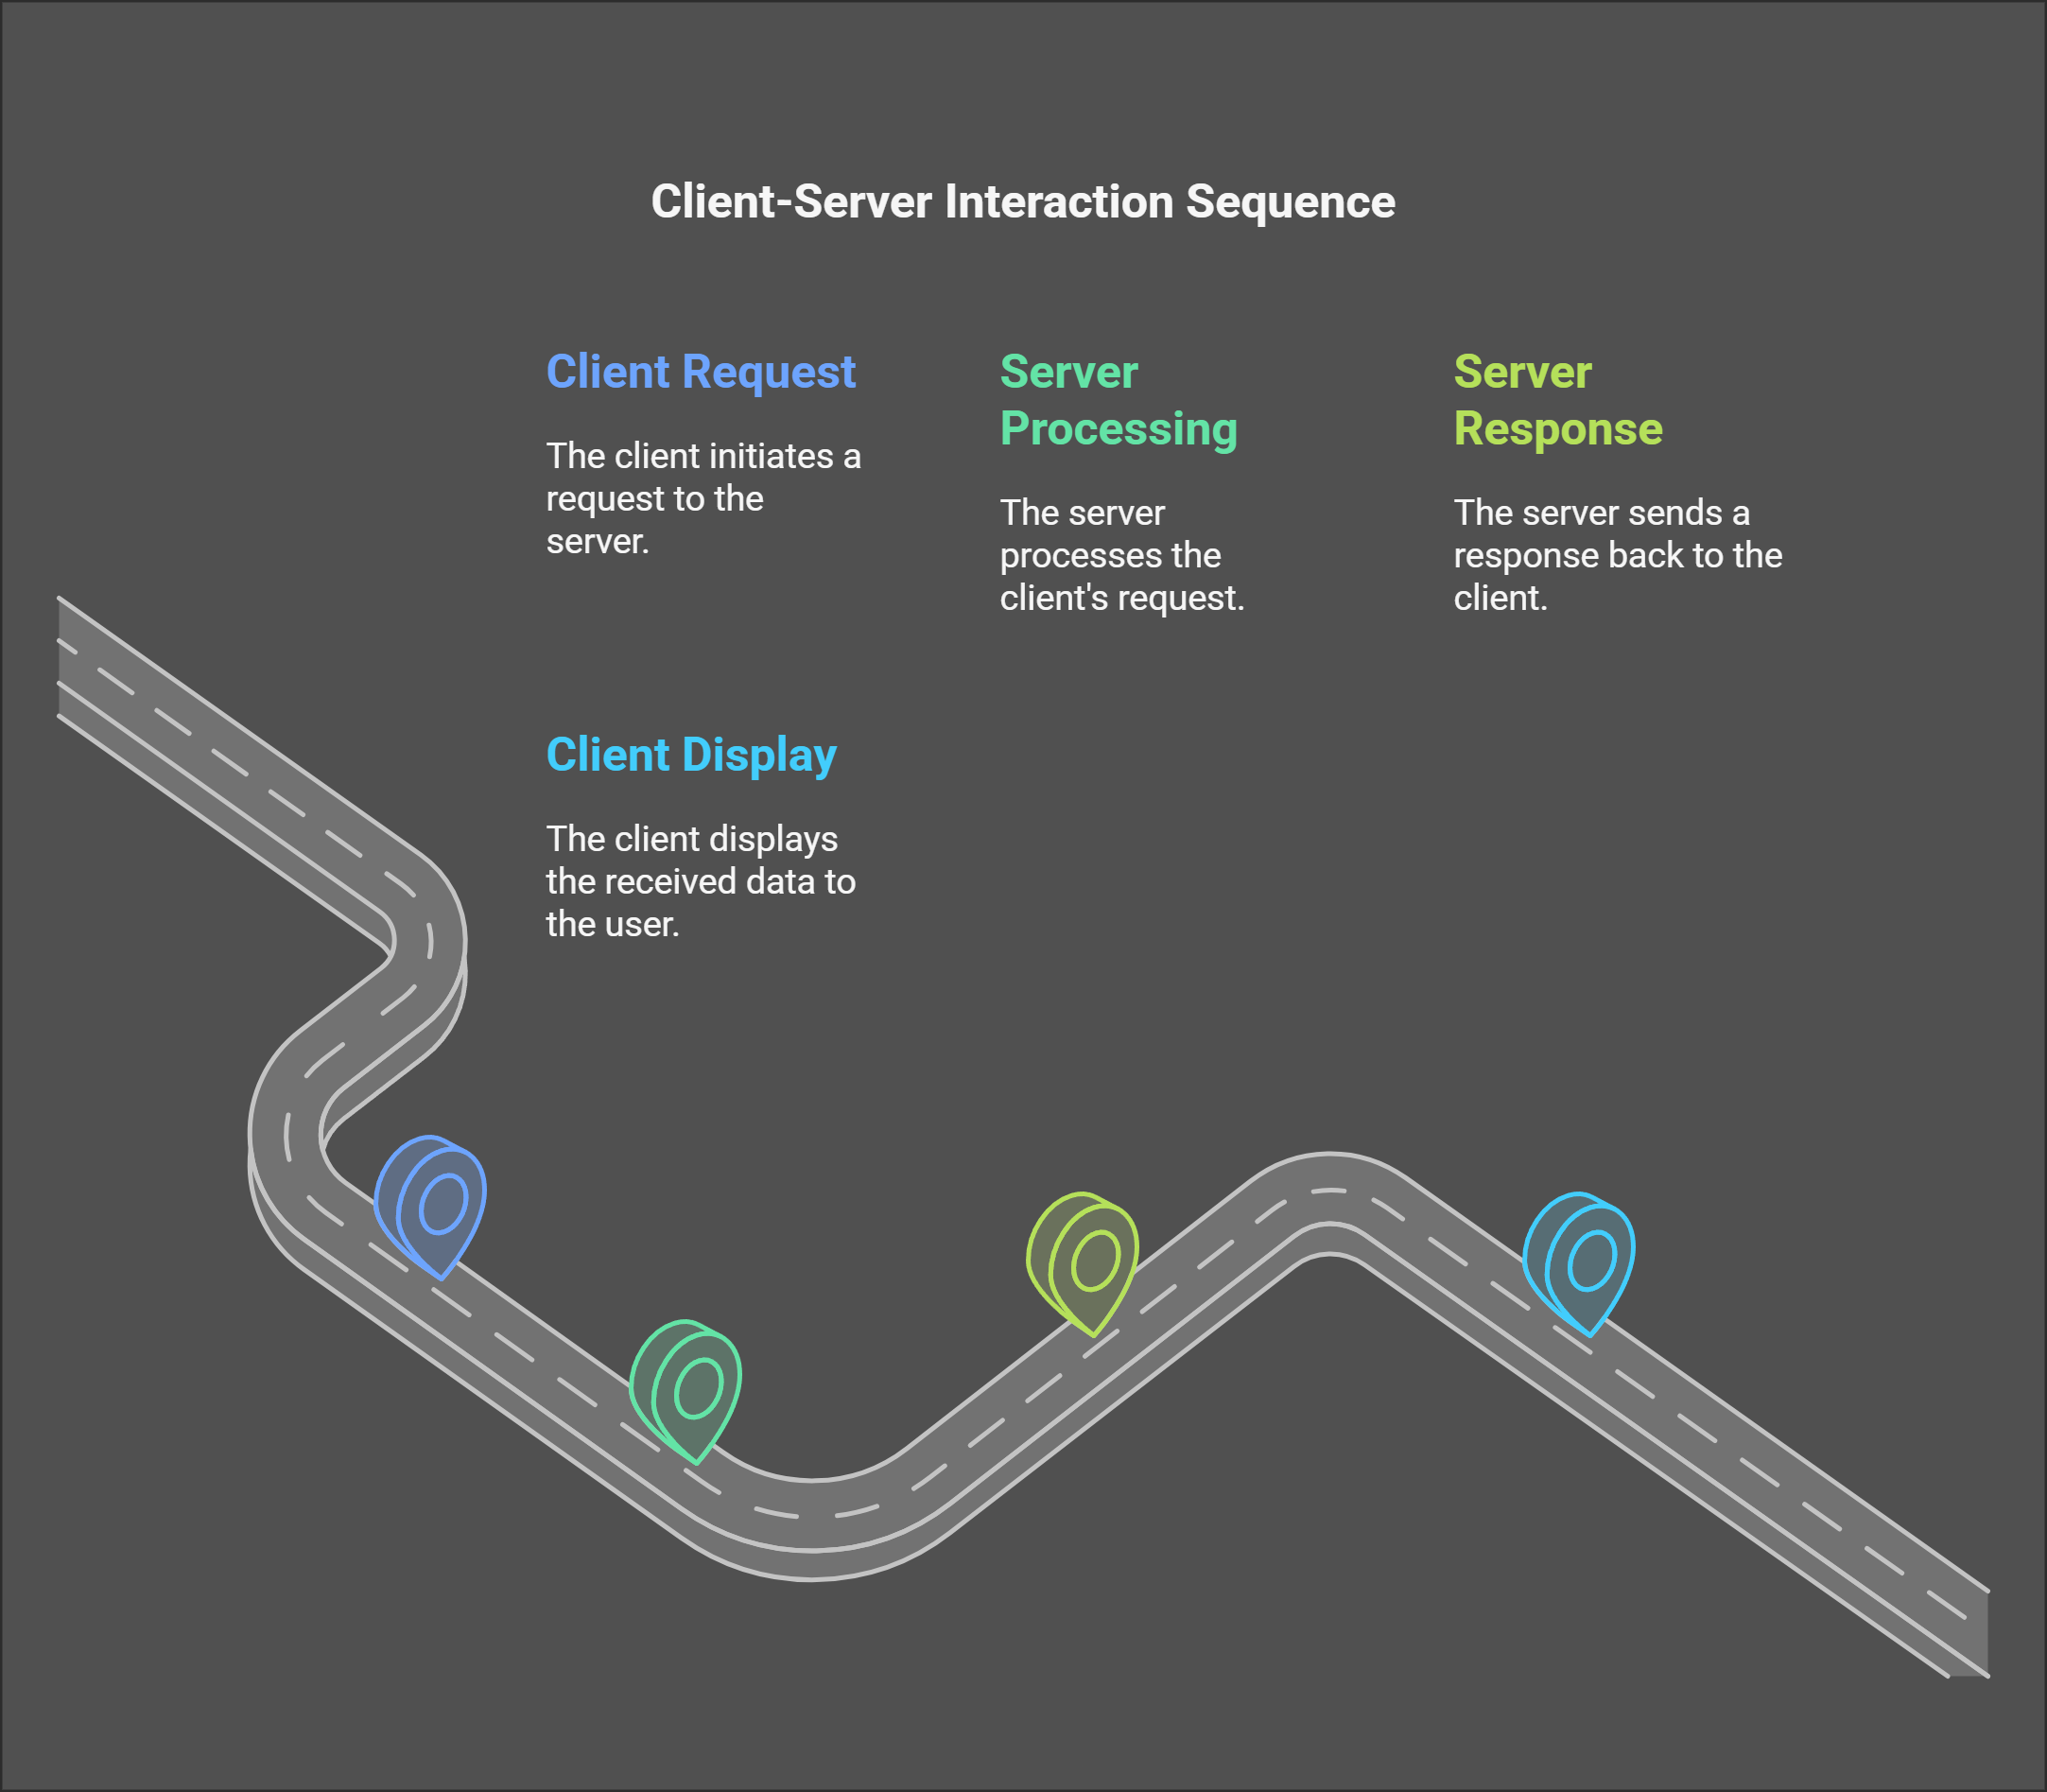 Client-Server Interaction Sequence
Client Request
The client initiates a
request to the
server.
Server
Processing
The server
processes the
client's request.
Server
Response
The server sends a
response back to the
client.
Client Display
The client displays
the received data to
the user.